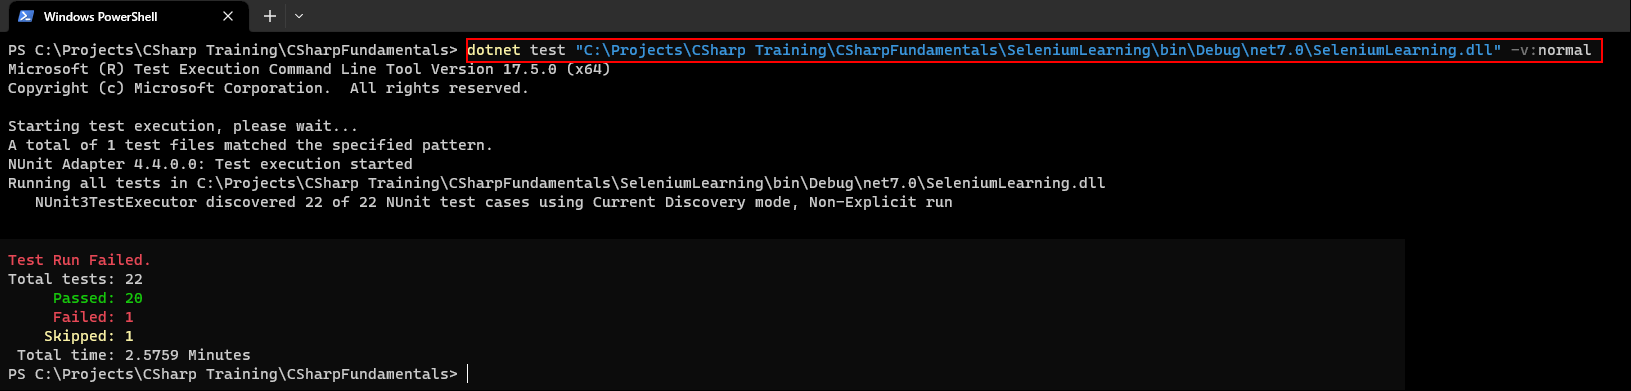 Windows PowerShell
PS C:\Projects\CSharp Training\CSharpFundamentals> dotnet test "C:\Projects\CSharp Training\CSharpFundamentals\SeleniumLearning\bin\Debug\net7.0\SeleniumLearning.dll" -v:normal
Microsoft (R) Test Execution Command Line Tool Version 17.5.0 (x64)
Copyright (c) Microsoft Corporation.  All rights reserved.
Starting test execution, please wait...
A total of 1 test files matched the specified pattern.
NUnit Adapter 4.4.0.0: Test execution started
Running all tests in C:\Projects\CSharp Training\CSharpFundamentals\SeleniumLearning\bin\Debug\net7.0\SeleniumLearning.dll
   NUnit3TestExecutor discovered 22 of 22 NUnit test cases using Current Discovery mode, Non-Explicit run
Test Run Failed.
Total tests: 22
     Passed: 20
     Failed: 1
    Skipped: 1
 Total time: 2.5759 Minutes
PS C:\Projects\CSharp Training\CSharpFundamentals>